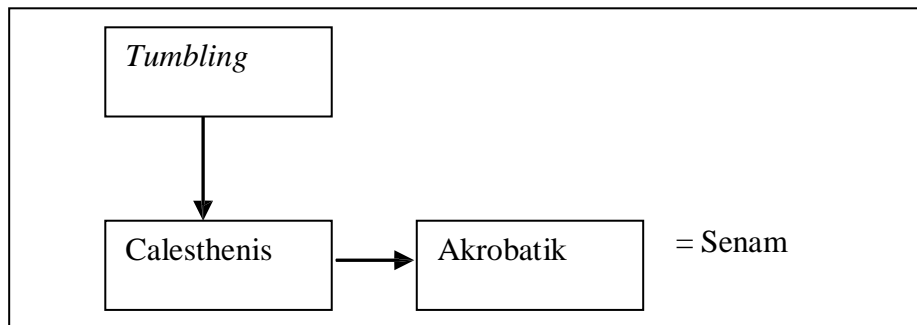 Tumbling
Calesthenis
Akrobatik
= Senam